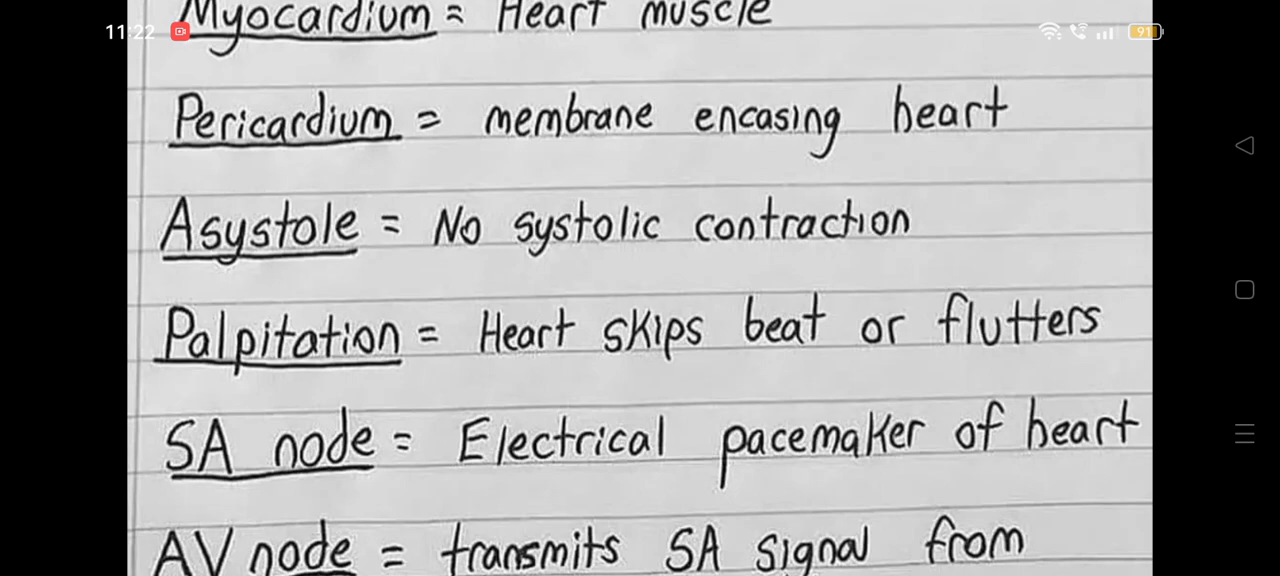 Myocardium = Heart muscle
11:22
91
Pericardium = membrane encasing heart
Asystole = No systolic contraction
Palpitation = Heart skips beat or flutters
SA node = Electrical pacemaker of heart
AV node = transmits SA signal from